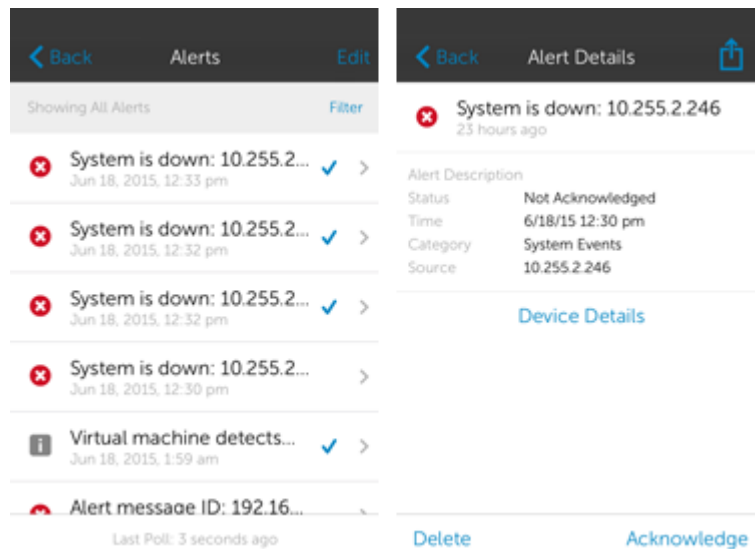 Back Alerts Edit
Showing All Alerts Filter
System is down: 10.255.2...
Jun 18, 2015, 12:33 pm
System is down: 10.255.2...
Jun 18, 2015, 12:32 pm
System is down: 10.255.2...
Jun 18, 2015, 12:32 pm
System is down: 10.255.2...
Jun 18, 2015, 12:30 pm
Virtual machine detects...
Jun 18, 2015, 1:59 am
Alert message ID: 192.16...
Last Poll: 3 seconds ago
Back Alert Details
System is down: 10.255.2.246
23 hours ago
Alert Description
Status Not Acknowledged
Time 6/18/15 12:30 pm
Category System Events
Source 10.255.2.246
Device Details
Delete Acknowledge